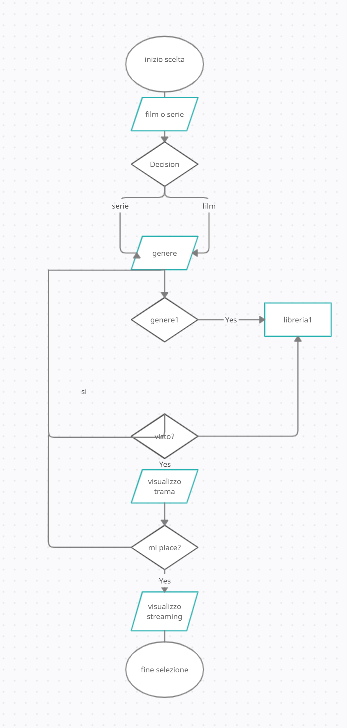 inizio scelta
film o serie
Decision
serie
film
genere
genere1
Yes
libreria1
si
visto?
Yes
visualizzo
trama
mi piace?
Yes
visualizzo
streaming
fine selezione